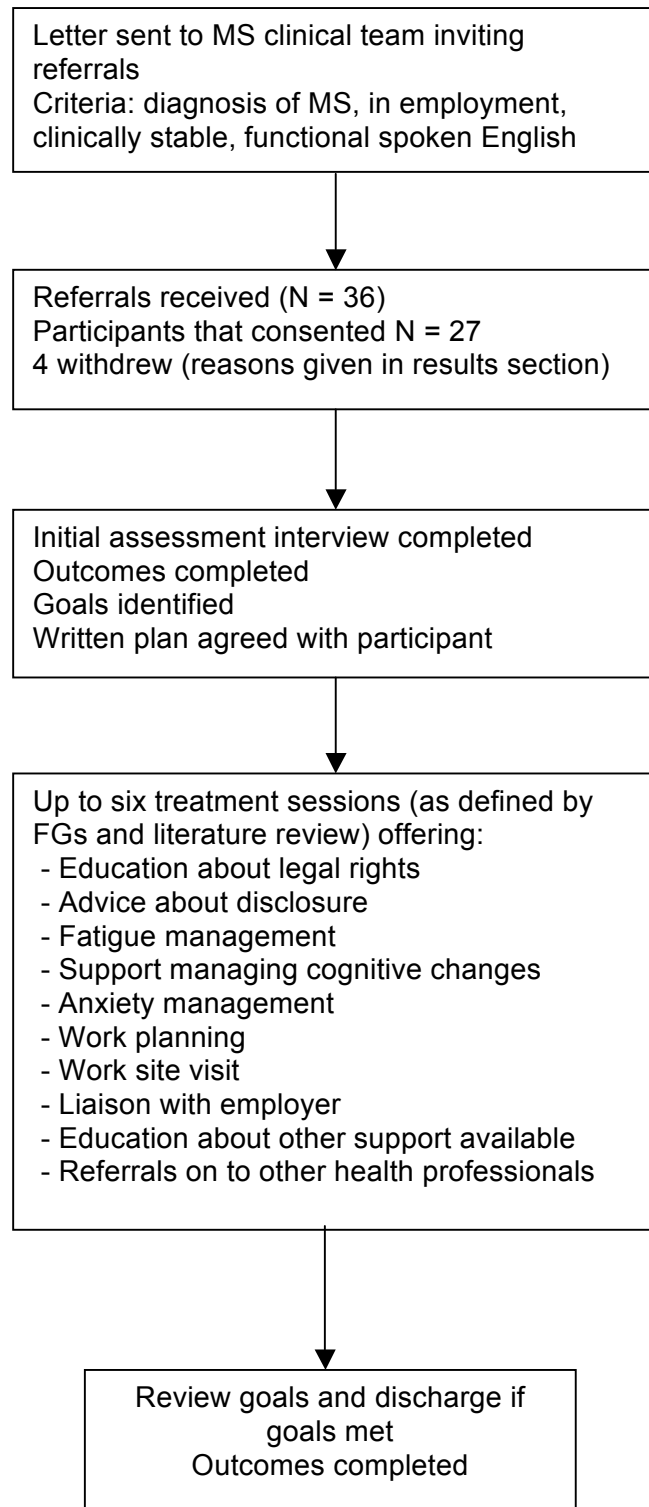 Letter sent to MS clinical team inviting
referrals
Criteria: diagnosis of MS, in employment,
clinically stable, functional spoken English
Referrals received (N = 36)
Participants that consented N = 27
4 withdrew (reasons given in results section)
Initial assessment interview completed
Outcomes completed
Goals identified
Written plan agreed with participant
Up to six treatment sessions (as defined by
FGs and literature review) offering:
- Education about legal rights
- Advice about disclosure
- Fatigue management
- Support managing cognitive changes
- Anxiety management
- Work planning
- Work site visit
- Liaison with employer
- Education about other support available
- Referrals on to other health professionals
Review goals and discharge if
goals met
Outcomes completed